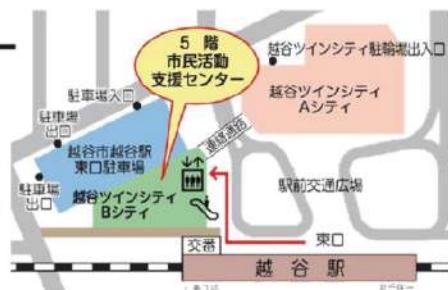 5 階
市民活動
支援センター
越谷ツインシティ駐輪場出入口
越谷ツインシティ
Aシティ
駐車場入口
駐車場
出口
越谷市越谷駅
東口駐車場
連絡通路
駐車場
出口
越谷ツインシティ
Bシティ
駅前交通広場
交番
東口
越谷駅